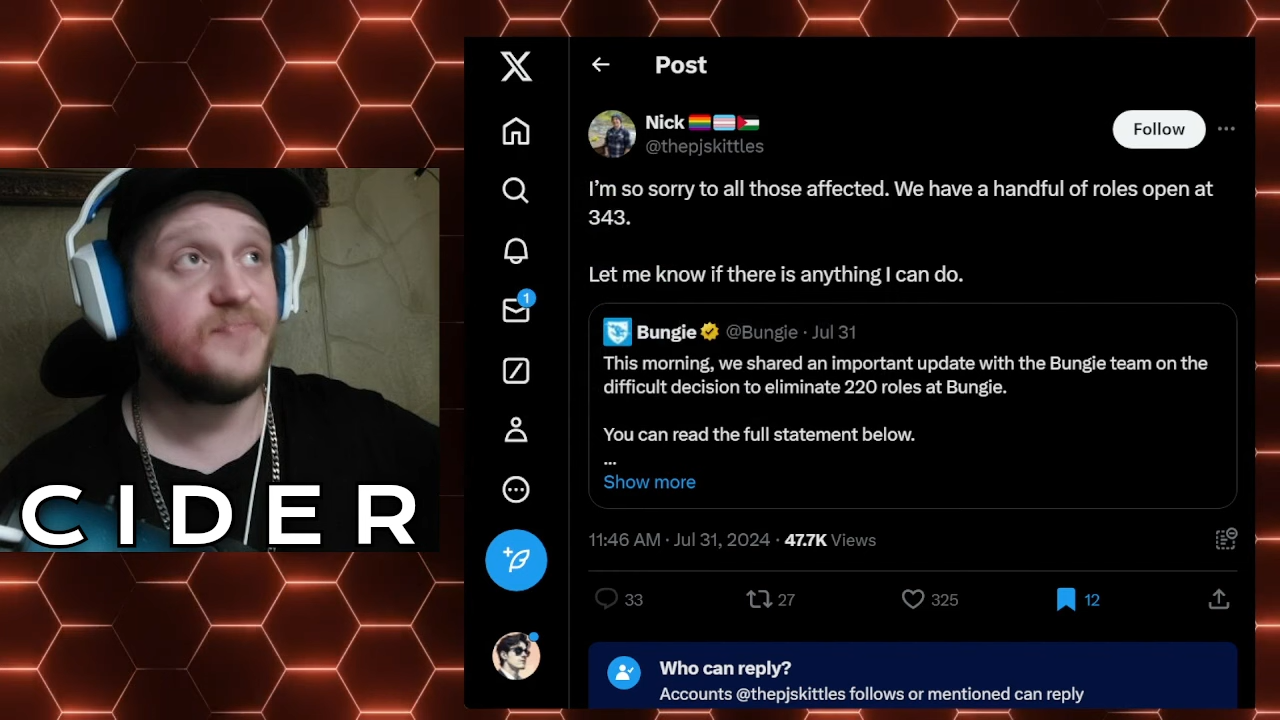 Post
Nick
@thepjskittles
Follow
I’m so sorry to all those affected. We have a handful of roles open at
343.
Let me know if there is anything I can do.
Bungie @Bungie · Jul 31
This morning, we shared an important update with the Bungie team on the
difficult decision to eliminate 220 roles at Bungie.
You can read the full statement below.
...
Show more
11:46 AM · Jul 31, 2024 · 47.7K Views
33 27 325 12
Who can reply?
Accounts @thepjskittles follows or mentioned can reply
1
CIDER